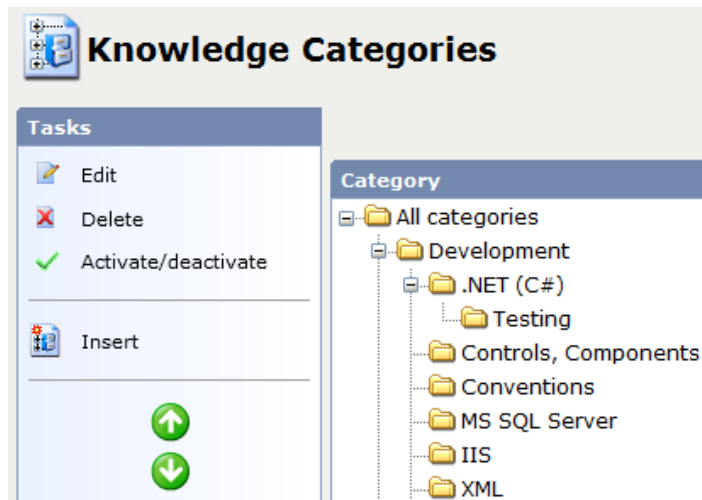 Knowledge Categories
Tasks
Edit
Delete
Activate/deactivate
Insert
Category
All categories
Development
.NET (C#)
Testing
Controls, Components
Conventions
MS SQL Server
IIS
XML